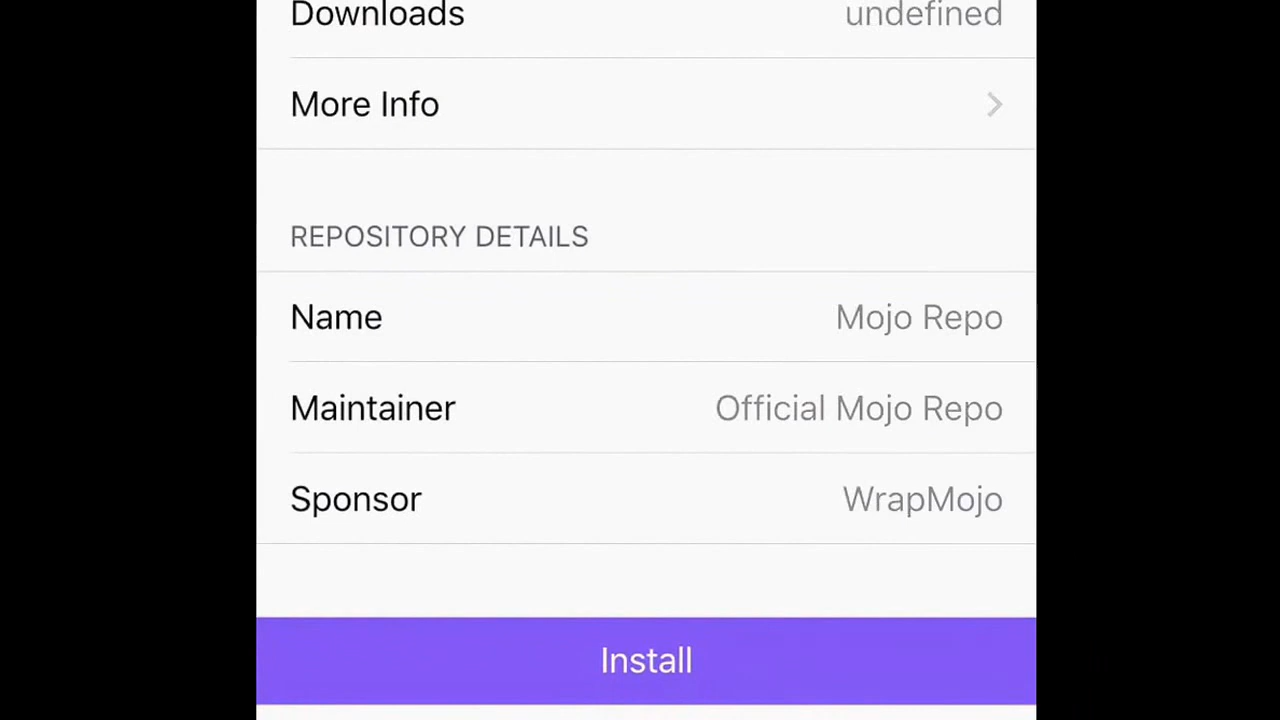 Downloads undefined
More Info
REPOSITORY DETAILS
Name Mojo Repo
Maintainer Official Mojo Repo
Sponsor WrapMojo
Install